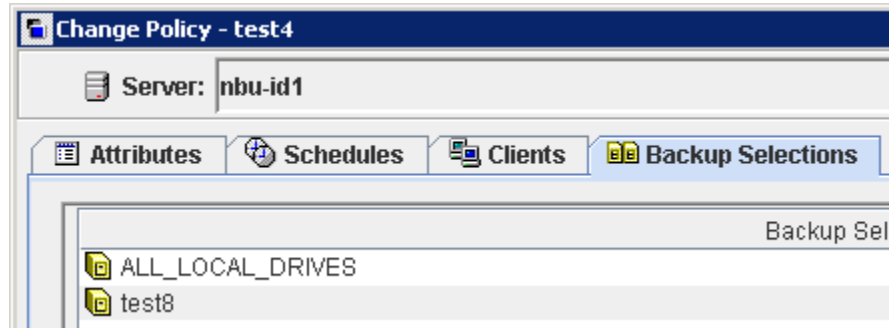 Change Policy - test4
Server: nbu-id1
Attributes Schedules Clients Backup Selections
Backup Sel
ALL_LOCAL_DRIVES
test8